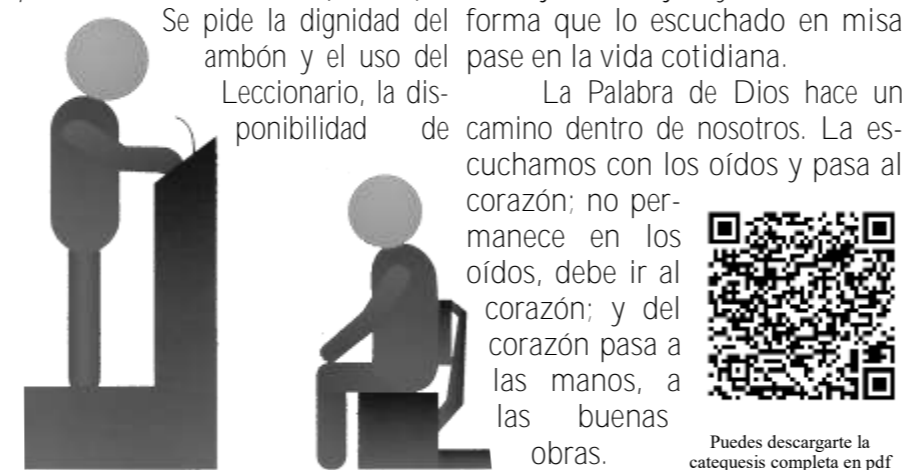 Se pide la dignidad del
ambón y el uso del
Leccionario, la dis-
ponibilidad de
forma que lo escuchado en misa
pase en la vida cotidiana.
La Palabra de Dios hace un
camino dentro de nosotros. La es-
cuchamos con los oídos y pasa al
corazón; no per-
manece en los
oídos, debe ir al
corazón; y del
corazón pasa a
las manos, a
las buenas
obras.
Puedes descargarte la
catequesis completa en pdf